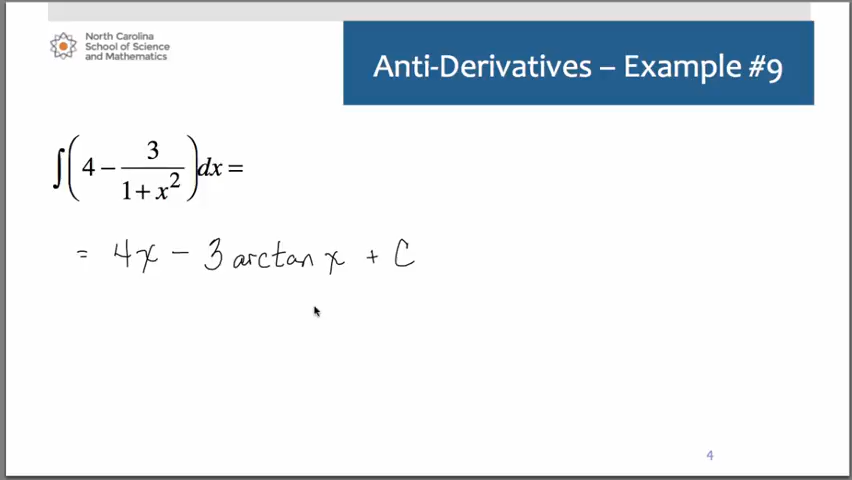 North Carolina
School of Science
and Mathematics
Anti-Derivatives – Example #9
∫(4 − 3/(1 + x²))dx =
= 4x − 3 arctan x + C
4